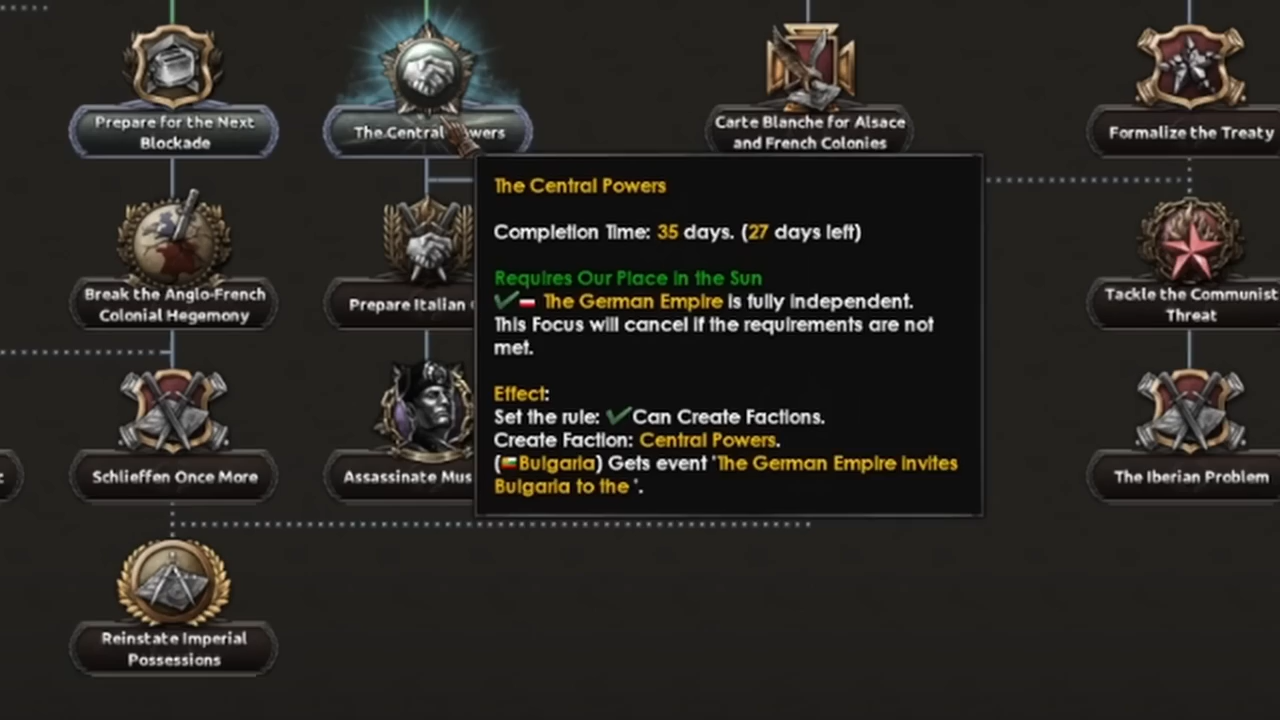 Prepare for the Next
Blockade
The Central wers
Carte Blanche for Alsace
and French Colonies
Formalize the Treaty
The Central Powers
Completion Time: 35 days. (27 days left)
Requires Our Place in the Sun
The German Empire is fully independent.
This Focus will cancel if the requirements are not
met.
Effect:
Set the rule: Can Create Factions.
Create Faction: Central Powers.
(Bulgaria) Gets event 'The German Empire invites
Bulgaria to the '.
Break the Anglo-French
Colonial Hegemony
Prepare Italian
Tackle the Communist
Threat
Schlieffen Once More
Assassinate Mus
The Iberian Problem
Reinstate Imperial
Possessions